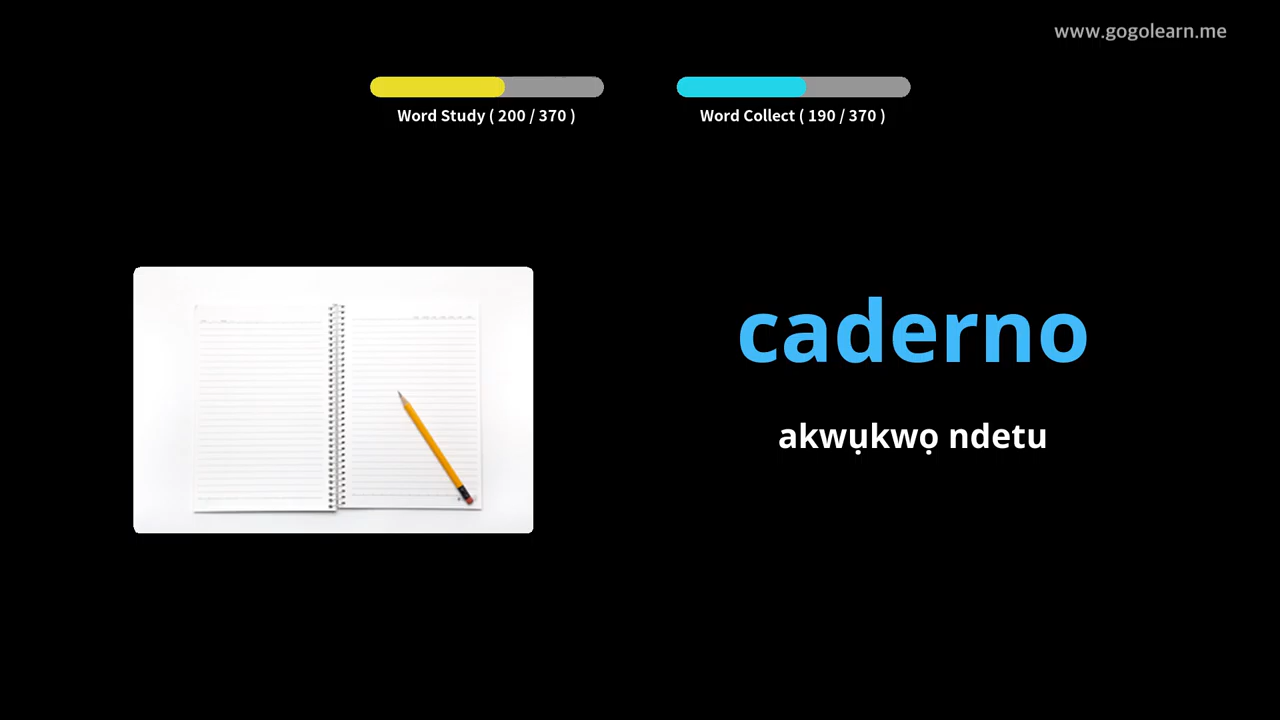 www.gogolearn.me
Word Study ( 200 / 370 )
Word Collect ( 190 / 370 )
caderno
akwụkwọ ndetu